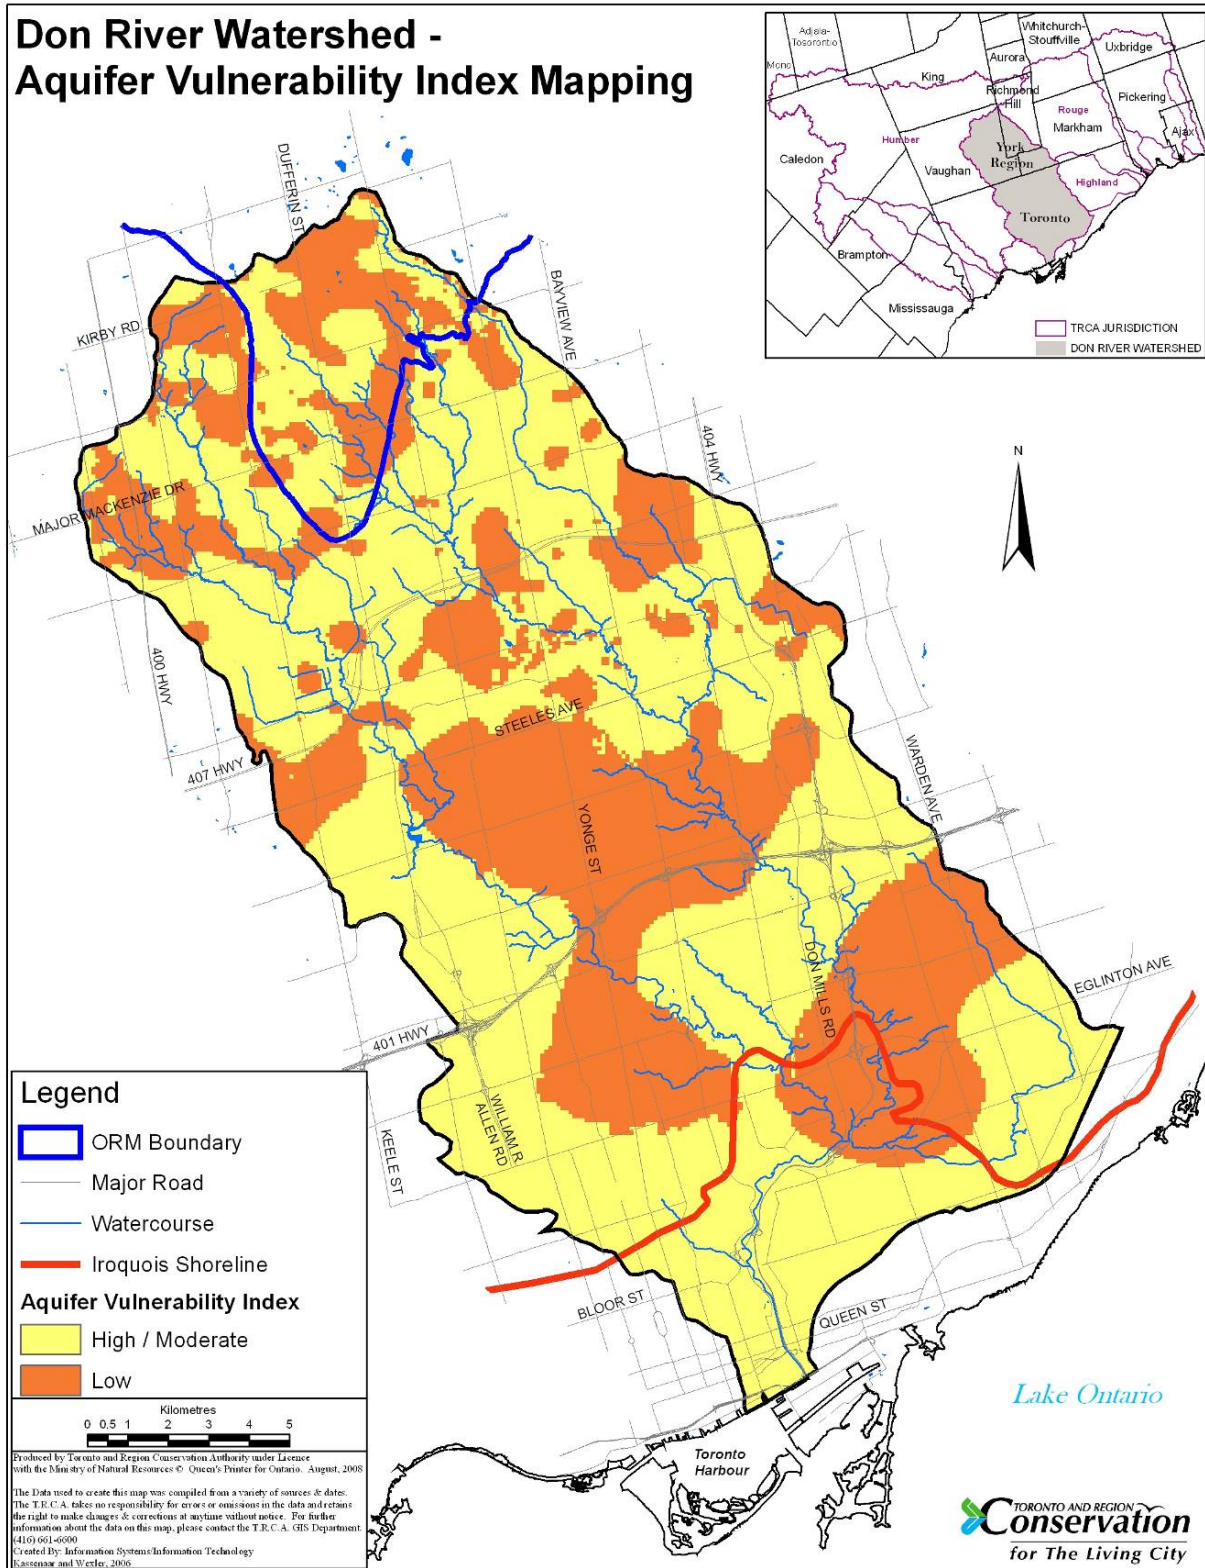 Don River Watershed -
Aquifer Vulnerability Index Mapping
Adjala-
Tosorontio
Mono
King
Aurora
Whitchurch-
Stouffville
Uxbridge
Richmond
Hill
Pickering
Rouge
Markham
Ajax
Humber
Caledon
Vaughan
York
Region
Highland
Toronto
Brampton
Mississauga
TRCA JURISDICTION
DON RIVER WATERSHED
DUFFERIN ST
BAYVIEW AVE
KIRBY RD
404 HWY
N
MAJOR MACKENZIE DR
400 HWY
STEELES AVE
407 HWY
WARDEN AVE
YONGE ST
DON MILLS RD
EGLINTON AVE
401 HWY
WILLIAM R.
ALLEN RD
KEELE ST
BLOOR ST
QUEEN ST
Lake Ontario
Toronto
Harbour
Legend
ORM Boundary
Major Road
Watercourse
Iroquois Shoreline
Aquifer Vulnerability Index
High / Moderate
Low
Kilometres
0 0.5 1 2 3 4 5
Produced by Toronto and Region Conservation Authority under Licence
with the Ministry of Natural Resources © Queen's Printer for Ontario. August, 2008
The Data used to create this map was compiled from a variety of sources & dates.
The T.R.C.A. takes no responsibility for errors or omissions in the data and retains
the right to make changes & corrections at anytime without notice. For further
information about the data on this map, please contact the T.R.C.A. GIS Department.
(416) 661-6600
Created By: Information Systems/Information Technology
Kassenaar and Wexler, 2006
TORONTO AND REGION
Conservation
for The Living City